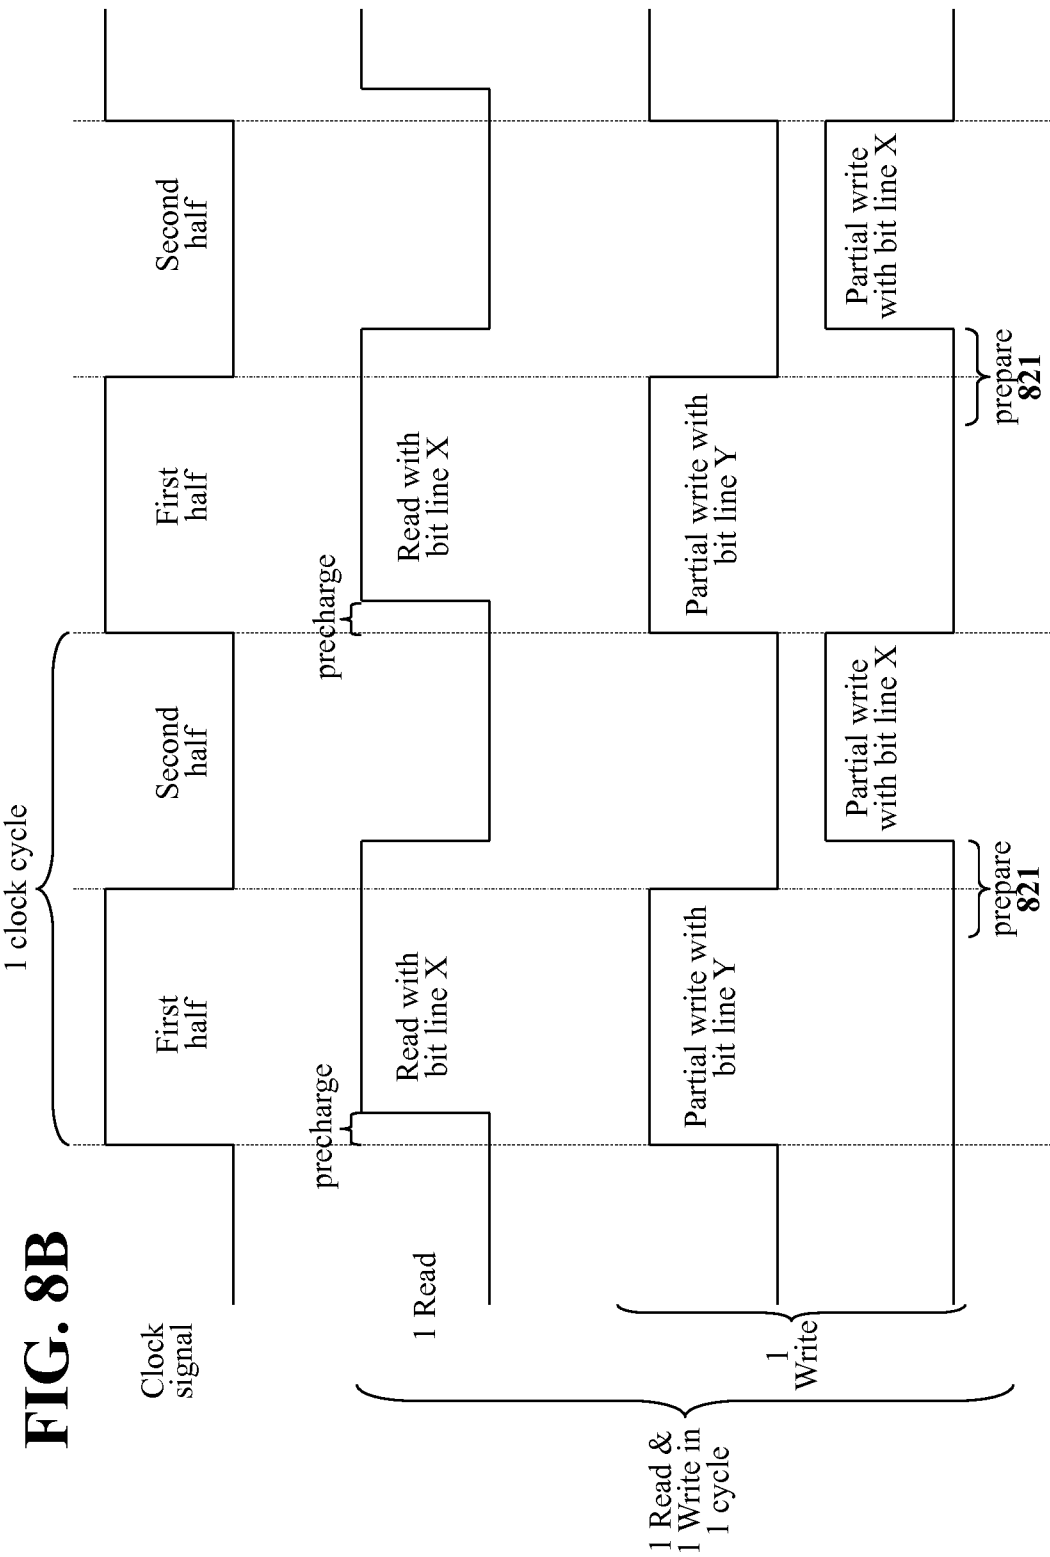 FIG. 8B
1 clock cycle
Clock
signal
First
half
Second
half
First
half
Second
half
precharge
precharge
1 Read
Read with
bit line X
Read with
bit line X
1 Read &
1 Write in
1 cycle
1
Write
Partial write with
bit line Y
Partial write with
bit line Y
Partial write
with bit line X
Partial write
with bit line X
prepare
821
prepare
821